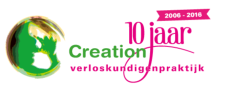 2006 - 2016
10 jaar
Creation
verloskundigenpraktijk